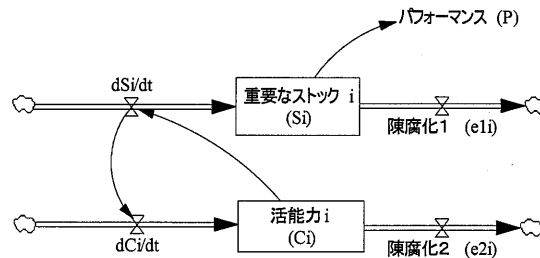 パフォーマンス (P)
dSi/dt
重要なストック i
(Si)
陳腐化1 (e1i)
活能力 i
(Ci)
dCi/dt
陳腐化2 (e2i)